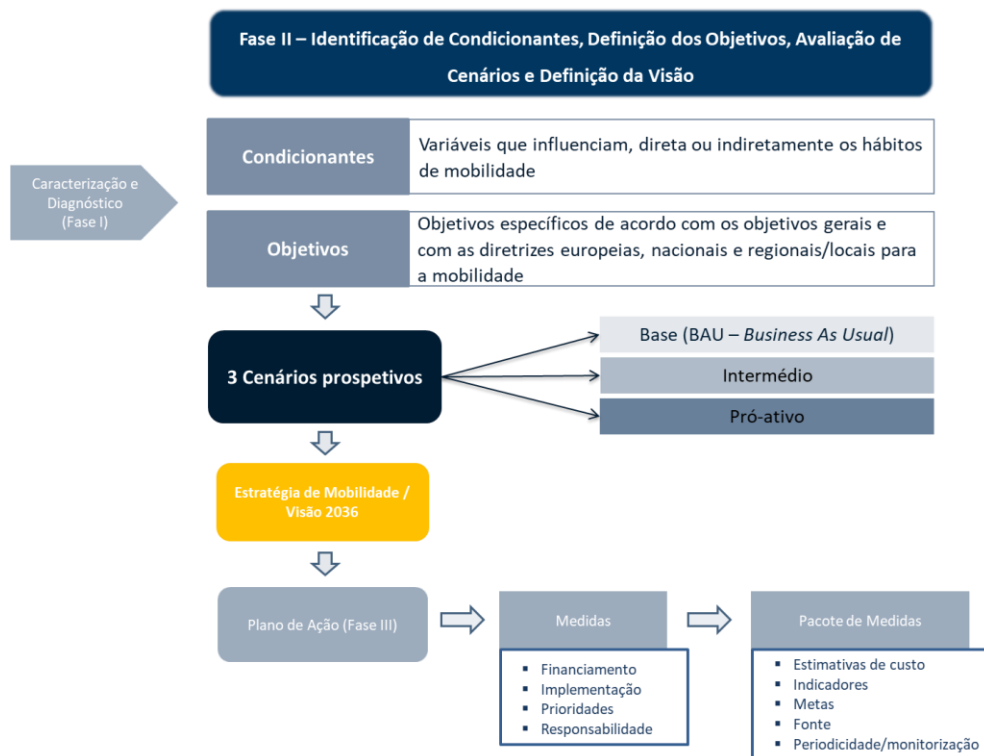 Fase II – Identificação de Condicionantes, Definição dos Objetivos, Avaliação de
Cenários e Definição da Visão
Caracterização e
Diagnóstico
(Fase I)
Condicionantes
Variáveis que influenciam, direta ou indiretamente os hábitos
de mobilidade
Objetivos
Objetivos específicos de acordo com os objetivos gerais e
com as diretrizes europeias, nacionais e regionais/locais para
a mobilidade
3 Cenários prospetivos
Base (BAU – Business As Usual)
Intermédio
Pró-ativo
Estratégia de Mobilidade /
Visão 2036
Plano de Ação (Fase III)
Medidas
▪ Financiamento
▪ Implementação
▪ Prioridades
▪ Responsabilidade
Pacote de Medidas
▪ Estimativas de custo
▪ Indicadores
▪ Metas
▪ Fonte
▪ Periodicidade/monitorização